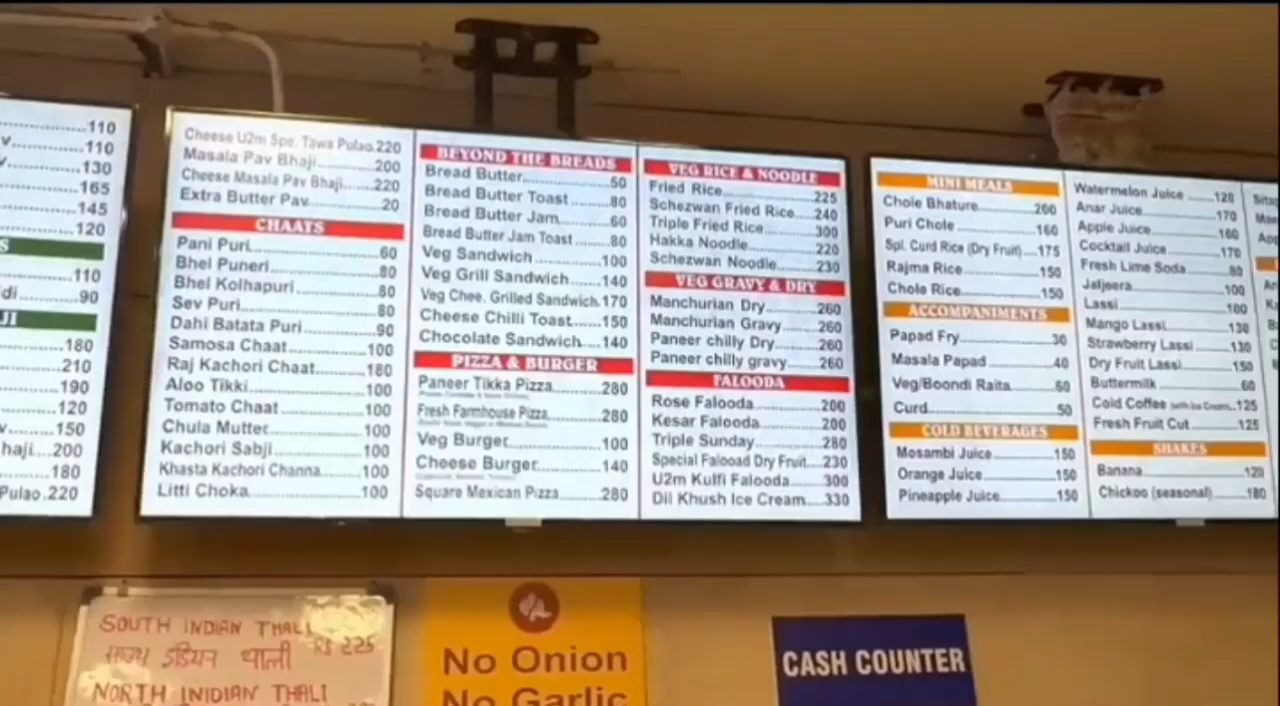 110
110
130
165
145
120
110
90
180
210
190
120
150
haji...200
180
Pulao.220
Cheese U2m Spe. Tawa Pulao.220
Masala Pav Bhaji........200
Cheese Masala Pav Bhaji......220
Extra Butter Pav..........20
CHAATS
Pani Puri........60
Bhel Puneri........80
Bhel Kolhapuri........80
Sev Puri........80
Dahi Batata Puri........90
Samosa Chaat........100
Raj Kachori Chaat........180
Aloo Tikki........100
Tomato Chaat........100
Chula Mutter........100
Kachori Sabji........100
Khasta Kachori Channa........100
Litti Choka........100
BEYOND THE BREADS
Bread Butter........50
Bread Butter Toast........80
Bread Butter Jam........60
Bread Butter Jam Toast........80
Veg Sandwich........100
Veg Grill Sandwich........140
Veg Chee. Grilled Sandwich.170
Cheese Chilli Toast......150
Chocolate Sandwich......140
PIZZA & BURGER
Paneer Tikka Pizza........280
Fresh Farmhouse Pizza........280
Veg Burger........100
Cheese Burger........140
Square Mexican Pizza........280
VEG RICE & NOODLE
Fried Rice........225
Schezwan Fried Rice....240
Triple Fried Rice........300
Hakka Noodle........220
Schezwan Noodle........230
VEG GRAVY & DRY
Manchurian Dry........260
Manchurian Gravy.....260
Paneer chilly Dry........260
Paneer chilly gravy.....260
FALOODA
Rose Falooda........200
Kesar Falooda........200
Triple Sunday........280
Special Falooad Dry Fruit....230
U2m Kulfi Falooda......300
Dil Khush Ice Cream....330
MINI MEALS
Chole Bhature........200
Puri Chole........160
Spl. Curd Rice (Dry Fruit)....175
Rajma Rice........150
Chole Rice........150
ACCOMPANIMENTS
Papad Fry........30
Masala Papad........40
Veg/Boondi Raita........60
Curd........50
COLD BEVERAGES
Mosambi Juice........150
Orange Juice........150
Pineapple Juice........150
Watermelon Juice......120
Anar Juice........170
Apple Juice........160
Cocktail Juice........170
Fresh Lime Soda........80
Jaljeera........100
Lassi........100
Mango Lassi........130
Strawberry Lassi......130
Dry Fruit Lassi........150
Buttermilk........60
Cold Coffee (with Ice Cream)..125
Fresh Fruit Cut........125
SHAKES
Banana........120
Chickoo (seasonal)......180
SOUTH INDIAN THALI
RS 225
साऊथ इंडियन थाली
NORTH INIDIAN THALI
No Onion
No Garlic
CASH COUNTER